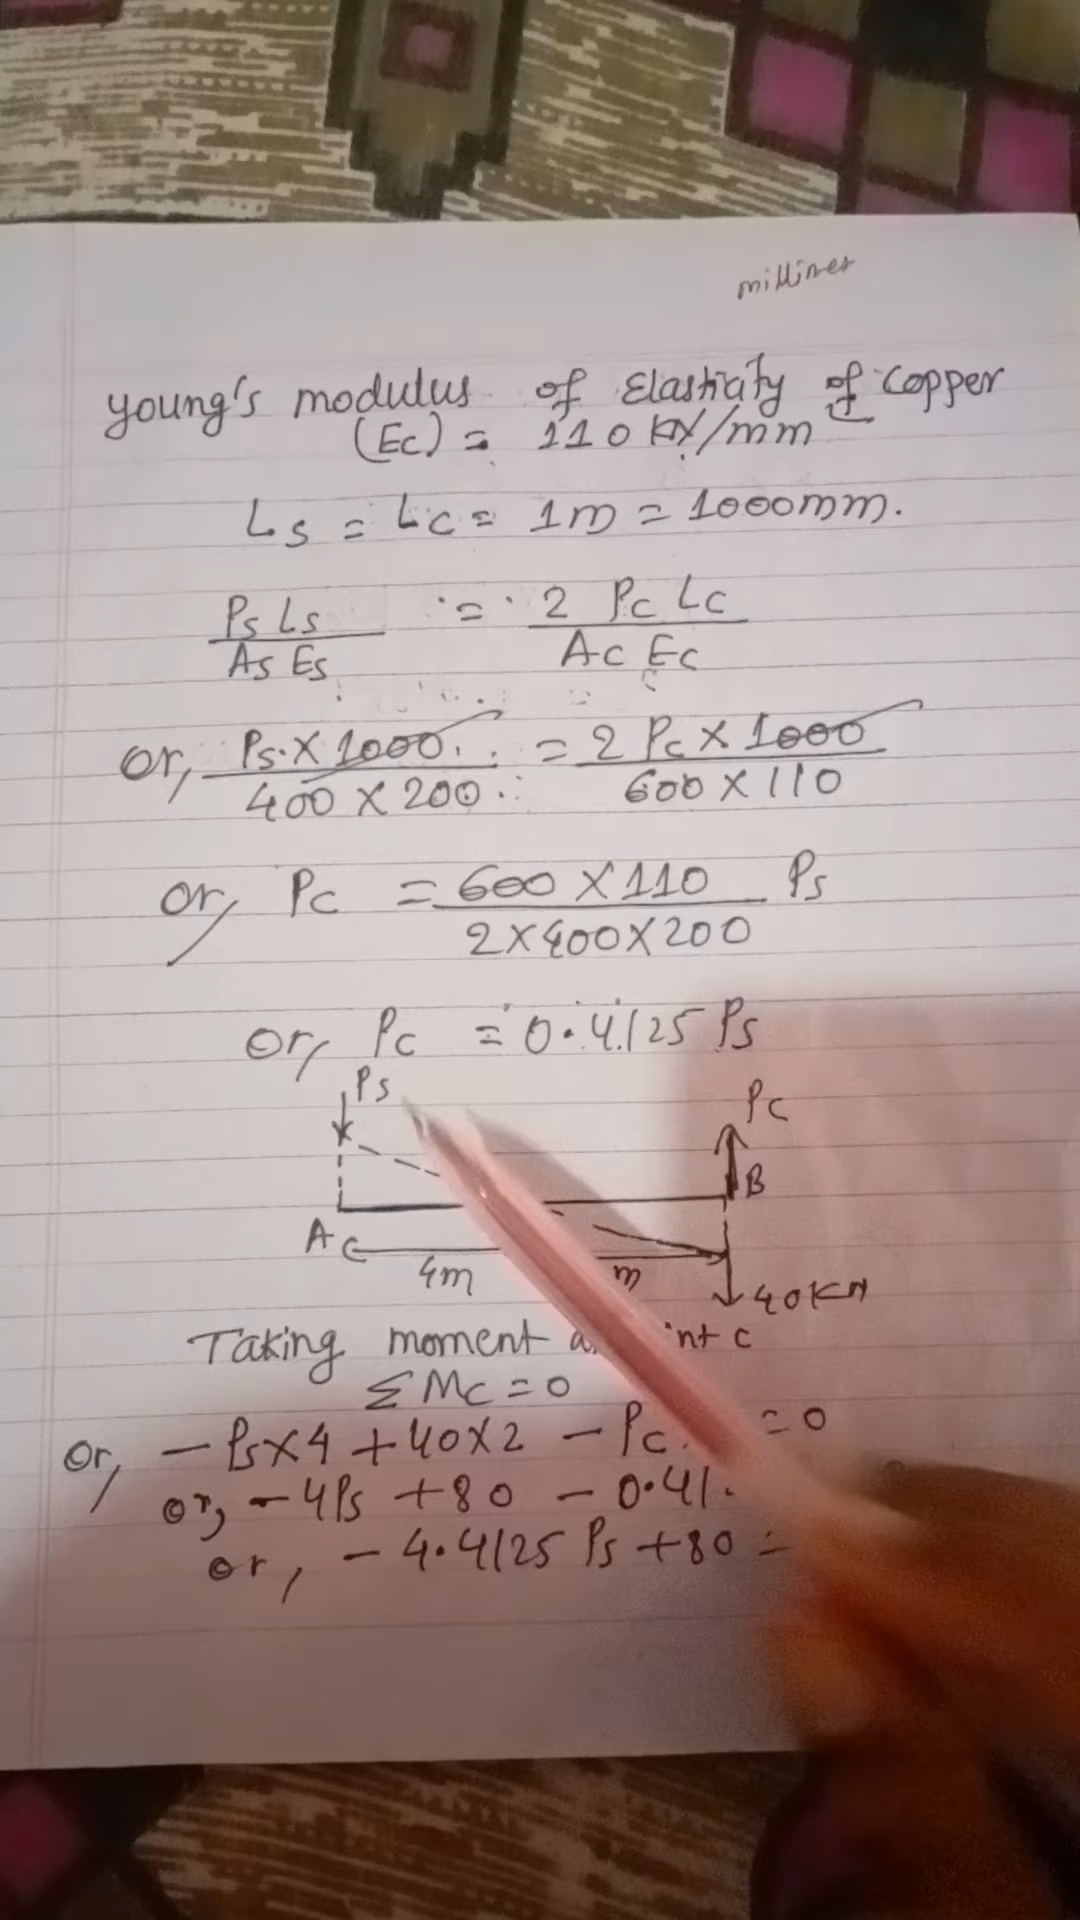 milliner
young's modulus of Elasticity of copper
(Ec) = 110 KN/mm
Ls = Lc = 1m = 1000mm.
Ps Ls = 2 Pc Lc
As Es Ac Ec
or, Ps × 1000 = 2 Pc × 1000
400 × 200 600 × 110
or, Pc = 600 × 110 Ps
2×400×200
or, Pc = 0.4125 Ps
Ps
Pc
B
A
4m m
40KN
Taking moment c
ΣMc = 0
or, - Ps×4 + 40×2 - Pc = 0
or, - 4Ps + 80 - 0.41
or, - 4.4125 Ps + 80 =